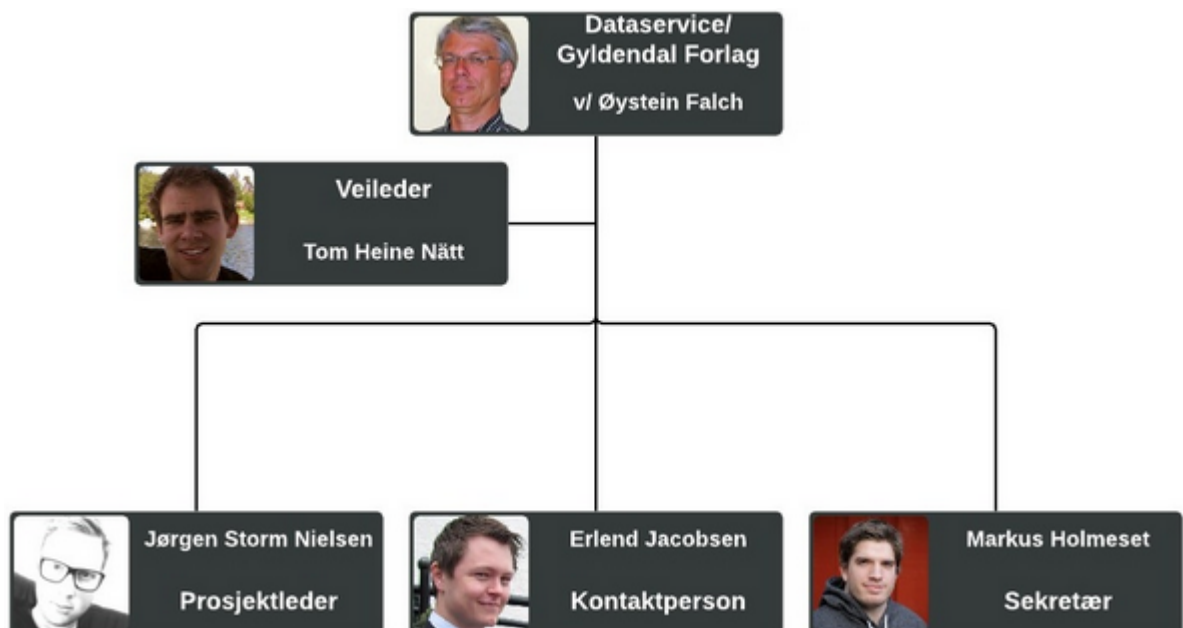 Dataservice/
Gyldendal Forlag
v/ Øystein Falch
Veileder
Tom Heine Nätt
Jørgen Storm Nielsen
Prosjektleder
Erlend Jacobsen
Kontaktperson
Markus Holmeset
Sekretær